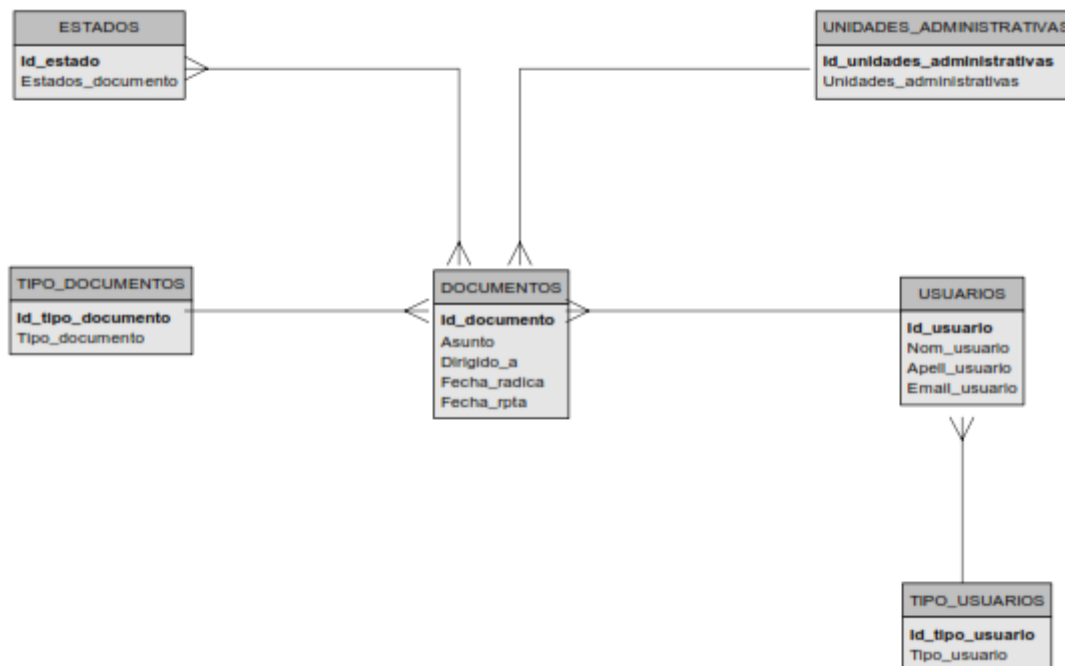 ESTADOS
Id_estado
Estados_documento
UNIDADES_ADMINISTRATIVAS
Id_unidades_administrativas
Unidades_administrativas
TIPO_DOCUMENTOS
Id_tipo_documento
Tipo_documento
DOCUMENTOS
Id_documento
Asunto
Dirigido_a
Fecha_radica
Fecha_rpta
USUARIOS
Id_usuario
Nom_usuario
Apell_usuario
Email_usuario
TIPO_USUARIOS
Id_tipo_usuario
Tipo_usuario